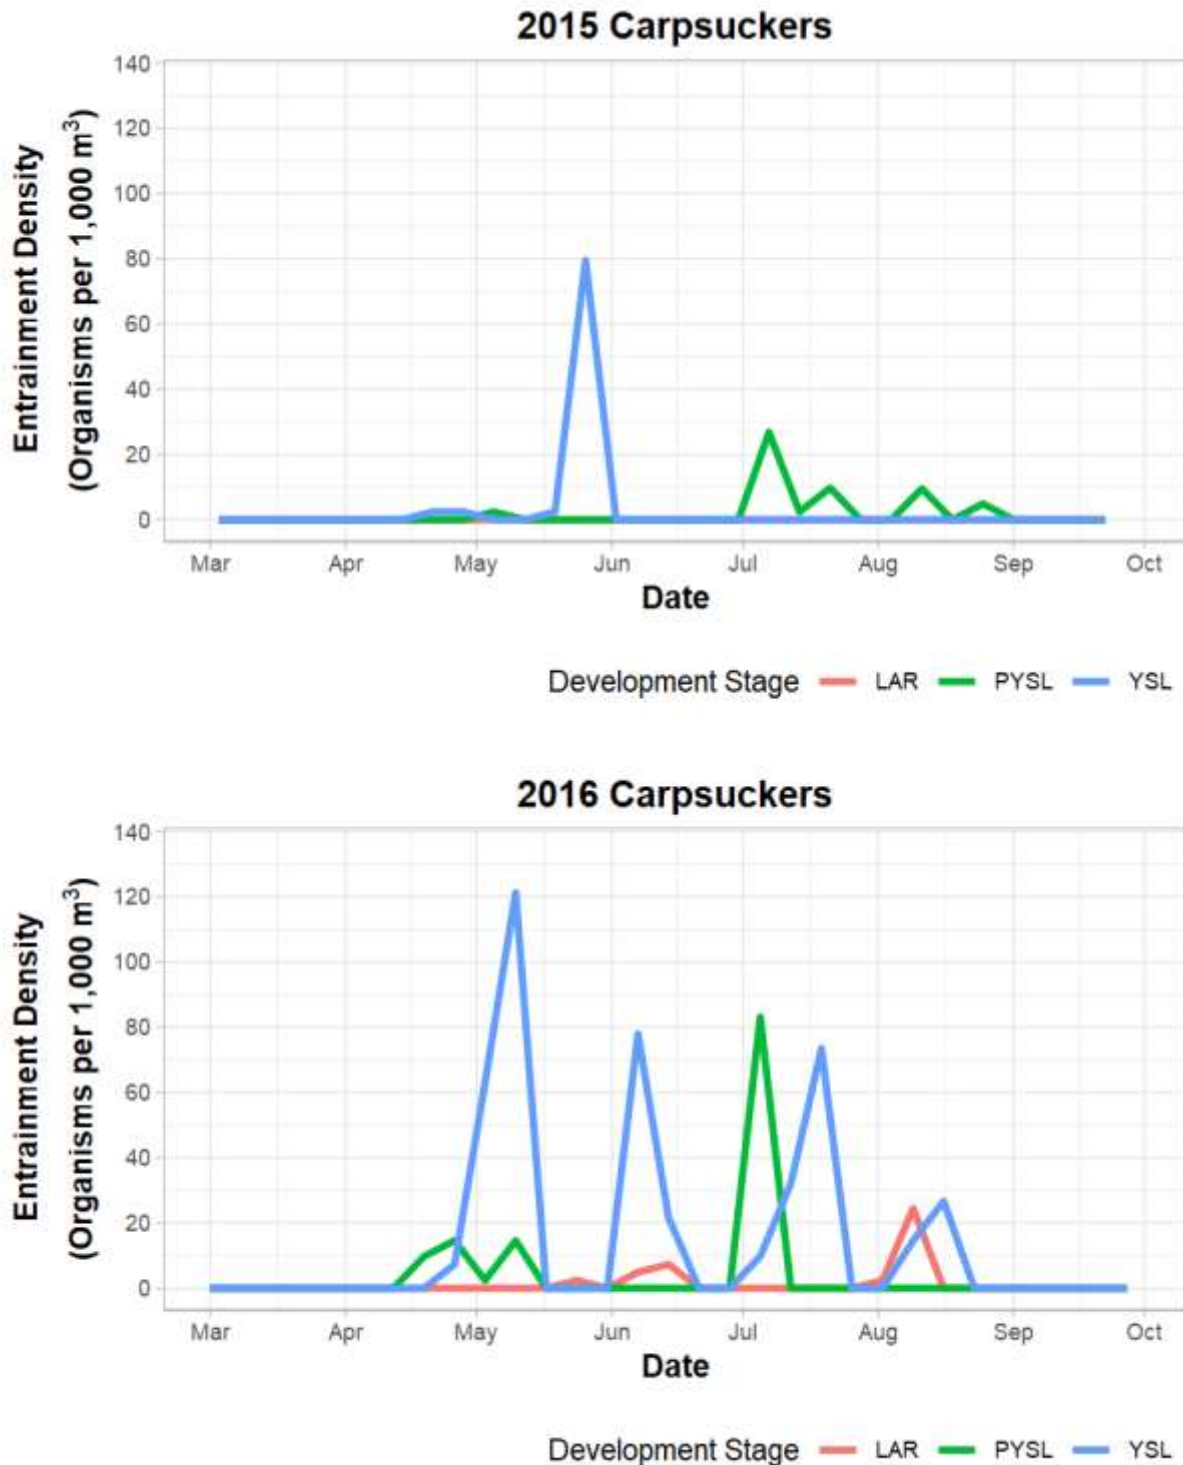 2015 Carpsuckers
Entrainment Density
(Organisms per 1,000 m³)
140
120
100
80
60
40
20
0
Mar Apr May Jun Jul Aug Sep Oct
Date
Development Stage LAR PYSL YSL
2016 Carpsuckers
Entrainment Density
(Organisms per 1,000 m³)
140
120
100
80
60
40
20
0
Mar Apr May Jun Jul Aug Sep Oct
Date
Development Stage LAR PYSL YSL